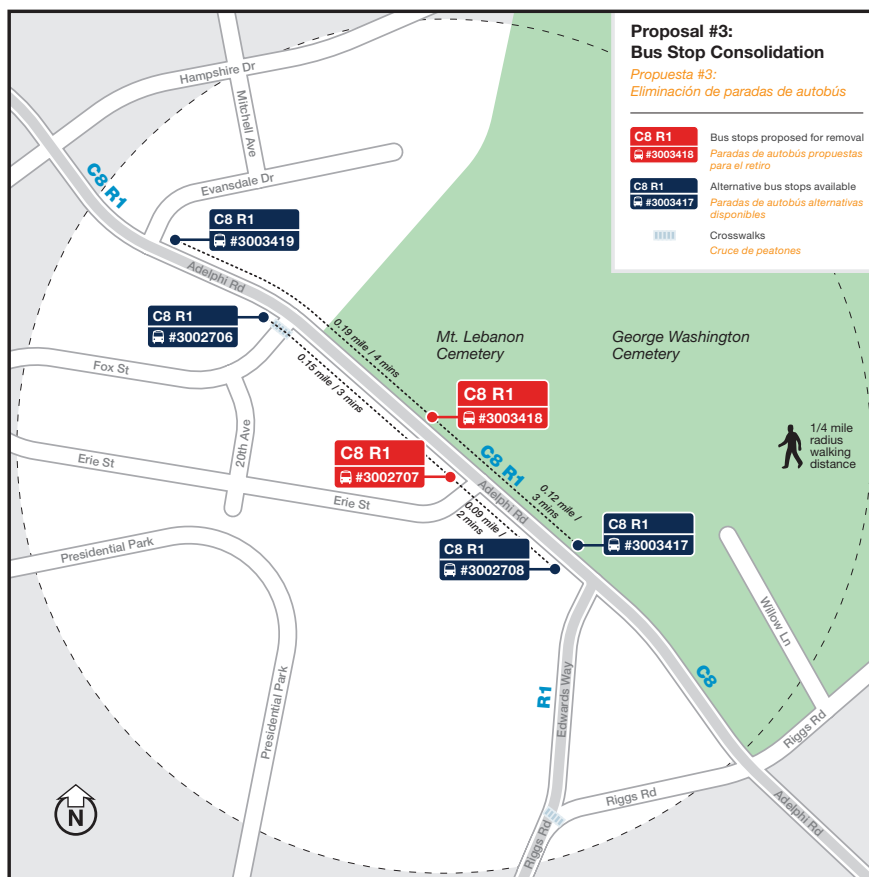 Proposal #3:
Bus Stop Consolidation
Propuesta #3:
Eliminación de paradas de autobús
C8 R1
#3003418
Bus stops proposed for removal
Paradas de autobús propuestas
para el retiro
C8 R1
#3003417
Alternative bus stops available
Paradas de autobús alternativas
disponibles
Crosswalks
Cruce de peatones
Hampshire Dr
Mitchell Ave
Evansdale Dr
C8 R1
C8 R1
#3003419
Adelphi Rd
C8 R1
#3002706
0.19 mile / 4 mins
0.15 mile / 3 mins
Mt. Lebanon
Cemetery
George Washington
Cemetery
Fox St
20th Ave
C8 R1
#3003418
C8 R1
#3002707
C8 R1
Adelphi Rd
1/4 mile
radius
walking
distance
Erie St
Erie St
0.12 mile /
3 mins
0.09 mile /
2 mins
C8 R1
#3003417
C8 R1
#3002708
Presidential Park
Presidential Park
Willow Ln
C8
R1
Edwards Way
Riggs Rd
Riggs Rd
Riggs Rd
Adelphi Rd
N